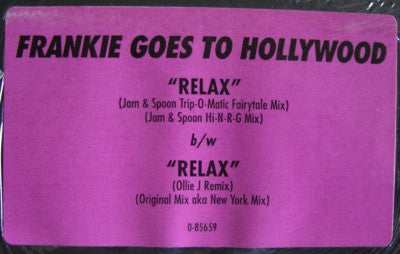 FRANKIE GOES TO HOLLYWOOD
"RELAX"
(Jam & Spoon Trip-O-Matic Fairytale Mix)
(Jam & Spoon Hi-N-R-G Mix)
b/w
"RELAX"
(Ollie J Remix)
(Original Mix aka New York Mix)
0-85659